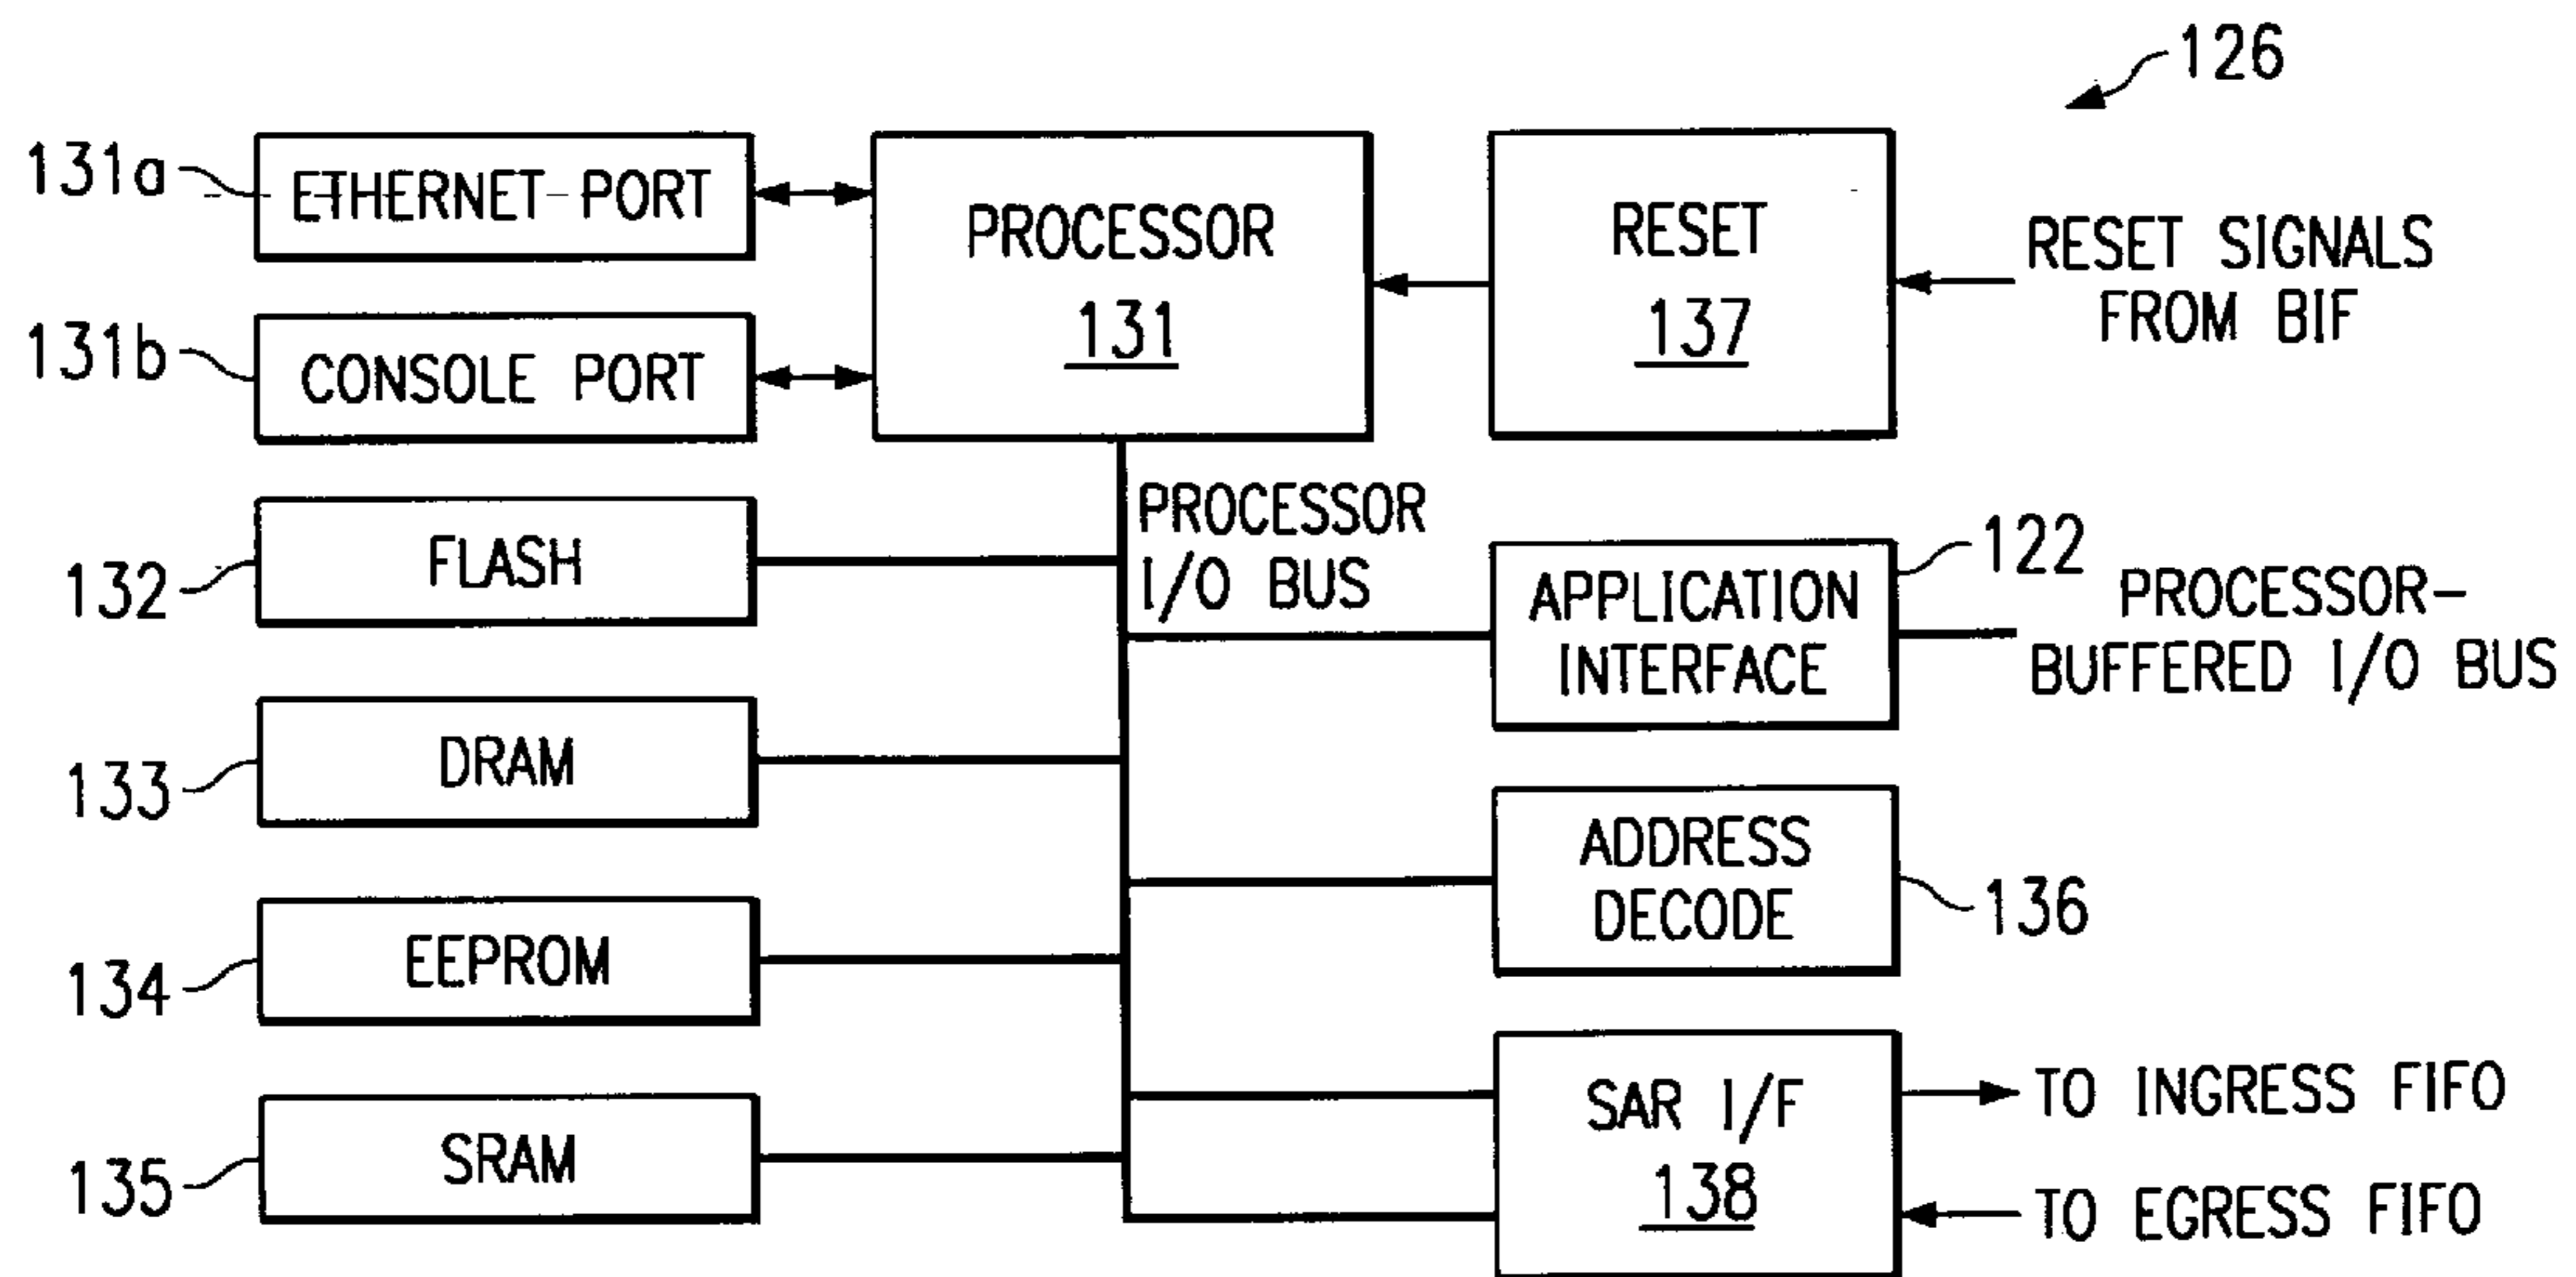 126
131a
ETHERNET PORT
PROCESSOR
131
RESET
137
RESET SIGNALS
FROM BIF
131b
CONSOLE PORT
132
FLASH
PROCESSOR
I/O BUS
APPLICATION
INTERFACE
122
PROCESSOR-
BUFFERED I/O BUS
133
DRAM
ADDRESS
DECODE
136
134
EEPROM
135
SRAM
SAR I/F
138
TO INGRESS FIFO
TO EGRESS FIFO